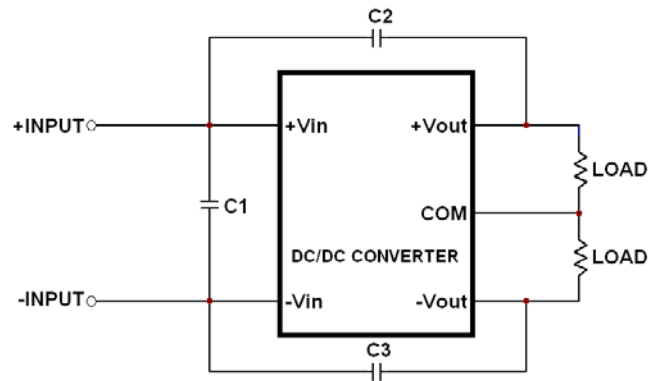 C2
+INPUT
+Vin
+Vout
LOAD
C1
COM
DC/DC CONVERTER
LOAD
-INPUT
-Vin
-Vout
C3